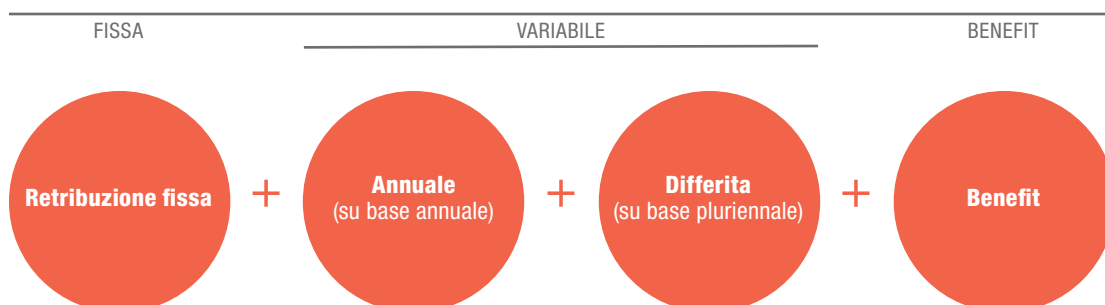 FISSA
VARIABILE
BENEFIT
Retribuzione fissa
+
Annuale
(su base annuale)
+
Differita
(su base pluriennale)
+
Benefit